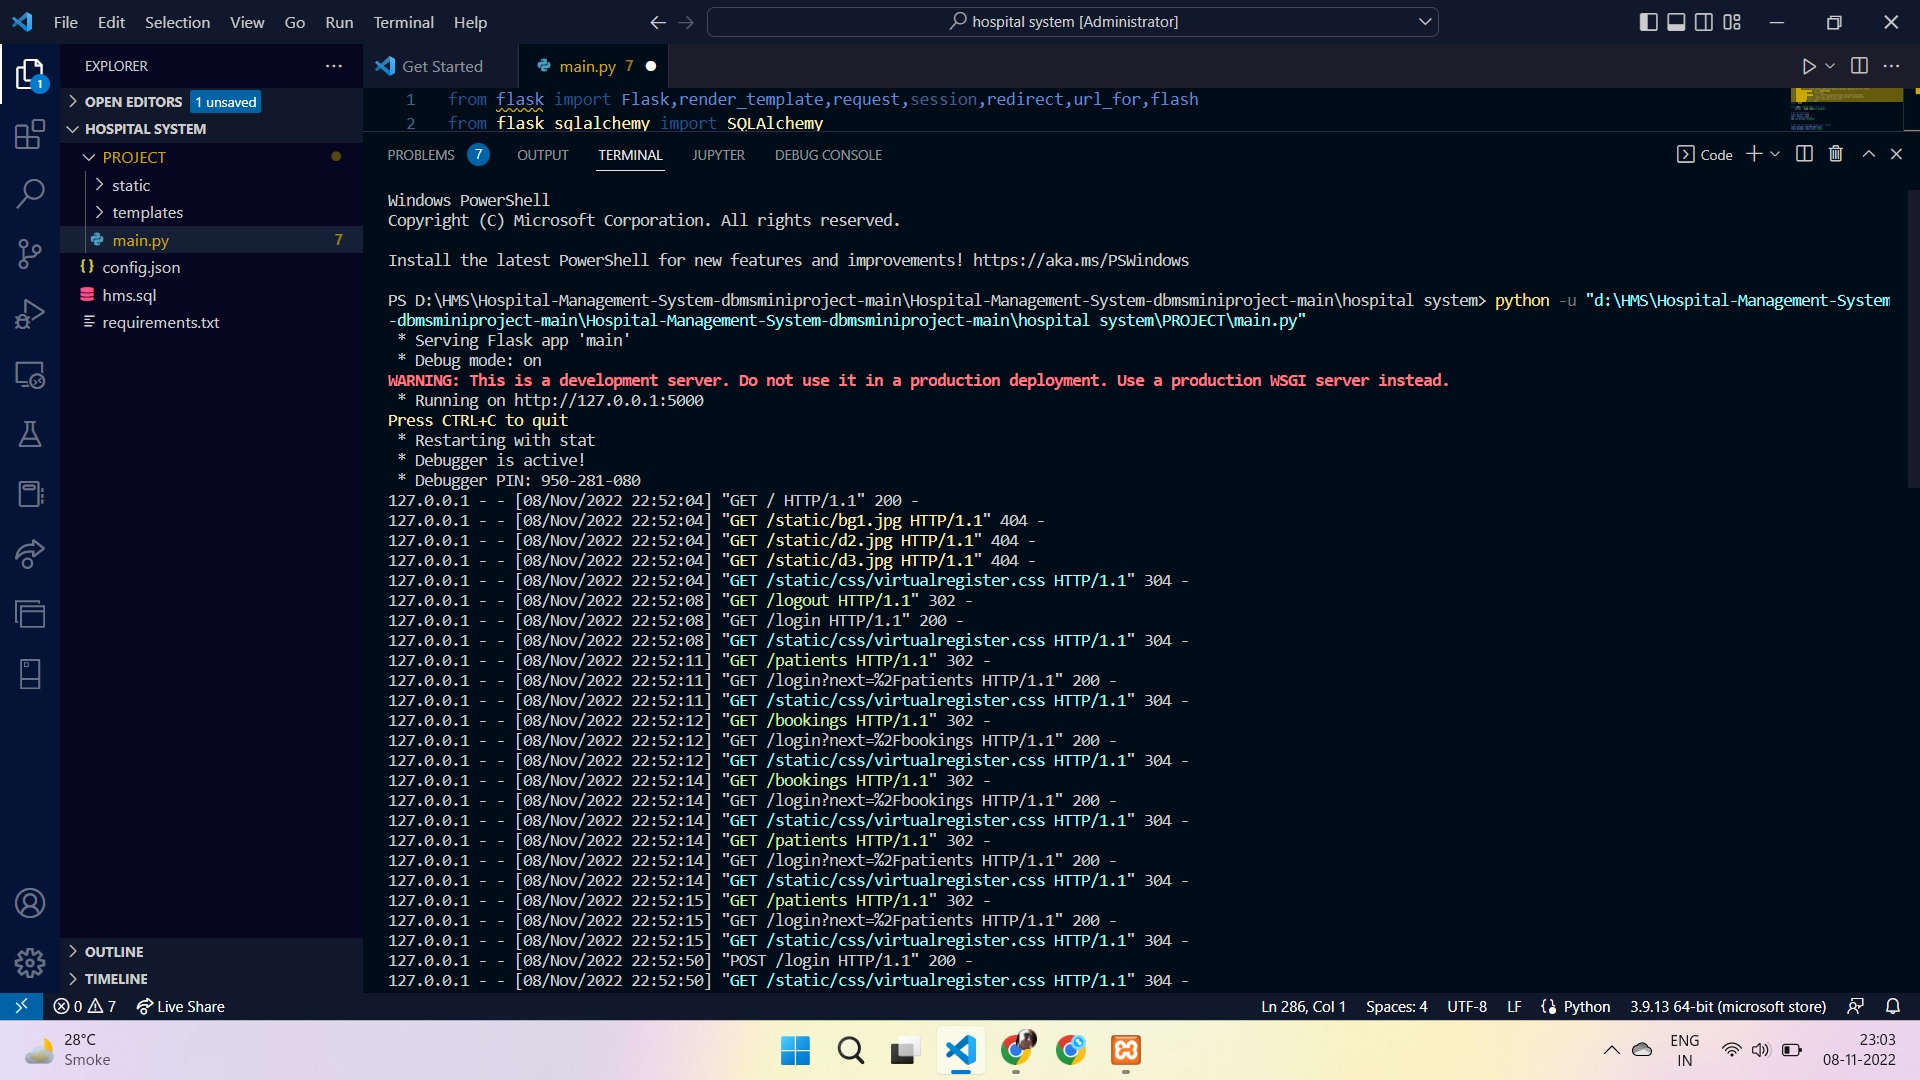 File Edit Selection View Go Run Terminal Help
hospital system [Administrator]
EXPLORER
Get Started
main.py 7
1
OPEN EDITORS 1 unsaved
HOSPITAL SYSTEM
PROJECT
static
templates
main.py 7
config.json
hms.sql
requirements.txt
OUTLINE
TIMELINE
1 from flask import Flask,render_template,request,session,redirect,url_for,flash
2 from flask_sqlalchemy import SQLAlchemy
PROBLEMS 7 OUTPUT TERMINAL JUPYTER DEBUG CONSOLE
Code
Windows PowerShell
Copyright (C) Microsoft Corporation. All rights reserved.
Install the latest PowerShell for new features and improvements! https://aka.ms/PSWindows
PS D:\HMS\Hospital-Management-System-dbmsminiproject-main\Hospital-Management-System-dbmsminiproject-main\hospital system> python -u "d:\HMS\Hospital-Management-System
-dbmsminiproject-main\Hospital-Management-System-dbmsminiproject-main\hospital system\PROJECT\main.py"
* Serving Flask app 'main'
* Debug mode: on
WARNING: This is a development server. Do not use it in a production deployment. Use a production WSGI server instead.
* Running on http://127.0.0.1:5000
Press CTRL+C to quit
* Restarting with stat
* Debugger is active!
* Debugger PIN: 950-281-080
127.0.0.1 - - [08/Nov/2022 22:52:04] "GET / HTTP/1.1" 200 -
127.0.0.1 - - [08/Nov/2022 22:52:04] "GET /static/bg1.jpg HTTP/1.1" 404 -
127.0.0.1 - - [08/Nov/2022 22:52:04] "GET /static/d2.jpg HTTP/1.1" 404 -
127.0.0.1 - - [08/Nov/2022 22:52:04] "GET /static/d3.jpg HTTP/1.1" 404 -
127.0.0.1 - - [08/Nov/2022 22:52:04] "GET /static/css/virtualregister.css HTTP/1.1" 304 -
127.0.0.1 - - [08/Nov/2022 22:52:08] "GET /logout HTTP/1.1" 302 -
127.0.0.1 - - [08/Nov/2022 22:52:08] "GET /login HTTP/1.1" 200 -
127.0.0.1 - - [08/Nov/2022 22:52:08] "GET /static/css/virtualregister.css HTTP/1.1" 304 -
127.0.0.1 - - [08/Nov/2022 22:52:11] "GET /patients HTTP/1.1" 302 -
127.0.0.1 - - [08/Nov/2022 22:52:11] "GET /login?next=%2Fpatients HTTP/1.1" 200 -
127.0.0.1 - - [08/Nov/2022 22:52:11] "GET /static/css/virtualregister.css HTTP/1.1" 304 -
127.0.0.1 - - [08/Nov/2022 22:52:12] "GET /bookings HTTP/1.1" 302 -
127.0.0.1 - - [08/Nov/2022 22:52:12] "GET /login?next=%2Fbookings HTTP/1.1" 200 -
127.0.0.1 - - [08/Nov/2022 22:52:12] "GET /static/css/virtualregister.css HTTP/1.1" 304 -
127.0.0.1 - - [08/Nov/2022 22:52:14] "GET /bookings HTTP/1.1" 302 -
127.0.0.1 - - [08/Nov/2022 22:52:14] "GET /login?next=%2Fbookings HTTP/1.1" 200 -
127.0.0.1 - - [08/Nov/2022 22:52:14] "GET /static/css/virtualregister.css HTTP/1.1" 304 -
127.0.0.1 - - [08/Nov/2022 22:52:14] "GET /patients HTTP/1.1" 302 -
127.0.0.1 - - [08/Nov/2022 22:52:14] "GET /login?next=%2Fpatients HTTP/1.1" 200 -
127.0.0.1 - - [08/Nov/2022 22:52:14] "GET /static/css/virtualregister.css HTTP/1.1" 304 -
127.0.0.1 - - [08/Nov/2022 22:52:15] "GET /patients HTTP/1.1" 302 -
127.0.0.1 - - [08/Nov/2022 22:52:15] "GET /login?next=%2Fpatients HTTP/1.1" 200 -
127.0.0.1 - - [08/Nov/2022 22:52:15] "GET /static/css/virtualregister.css HTTP/1.1" 304 -
127.0.0.1 - - [08/Nov/2022 22:52:50] "POST /login HTTP/1.1" 200 -
127.0.0.1 - - [08/Nov/2022 22:52:50] "GET /static/css/virtualregister.css HTTP/1.1" 304 -
0 7 Live Share
Ln 286, Col 1 Spaces: 4 UTF-8 LF Python 3.9.13 64-bit (microsoft store)
28°C
Smoke
ENG
IN
23:03
08-11-2022